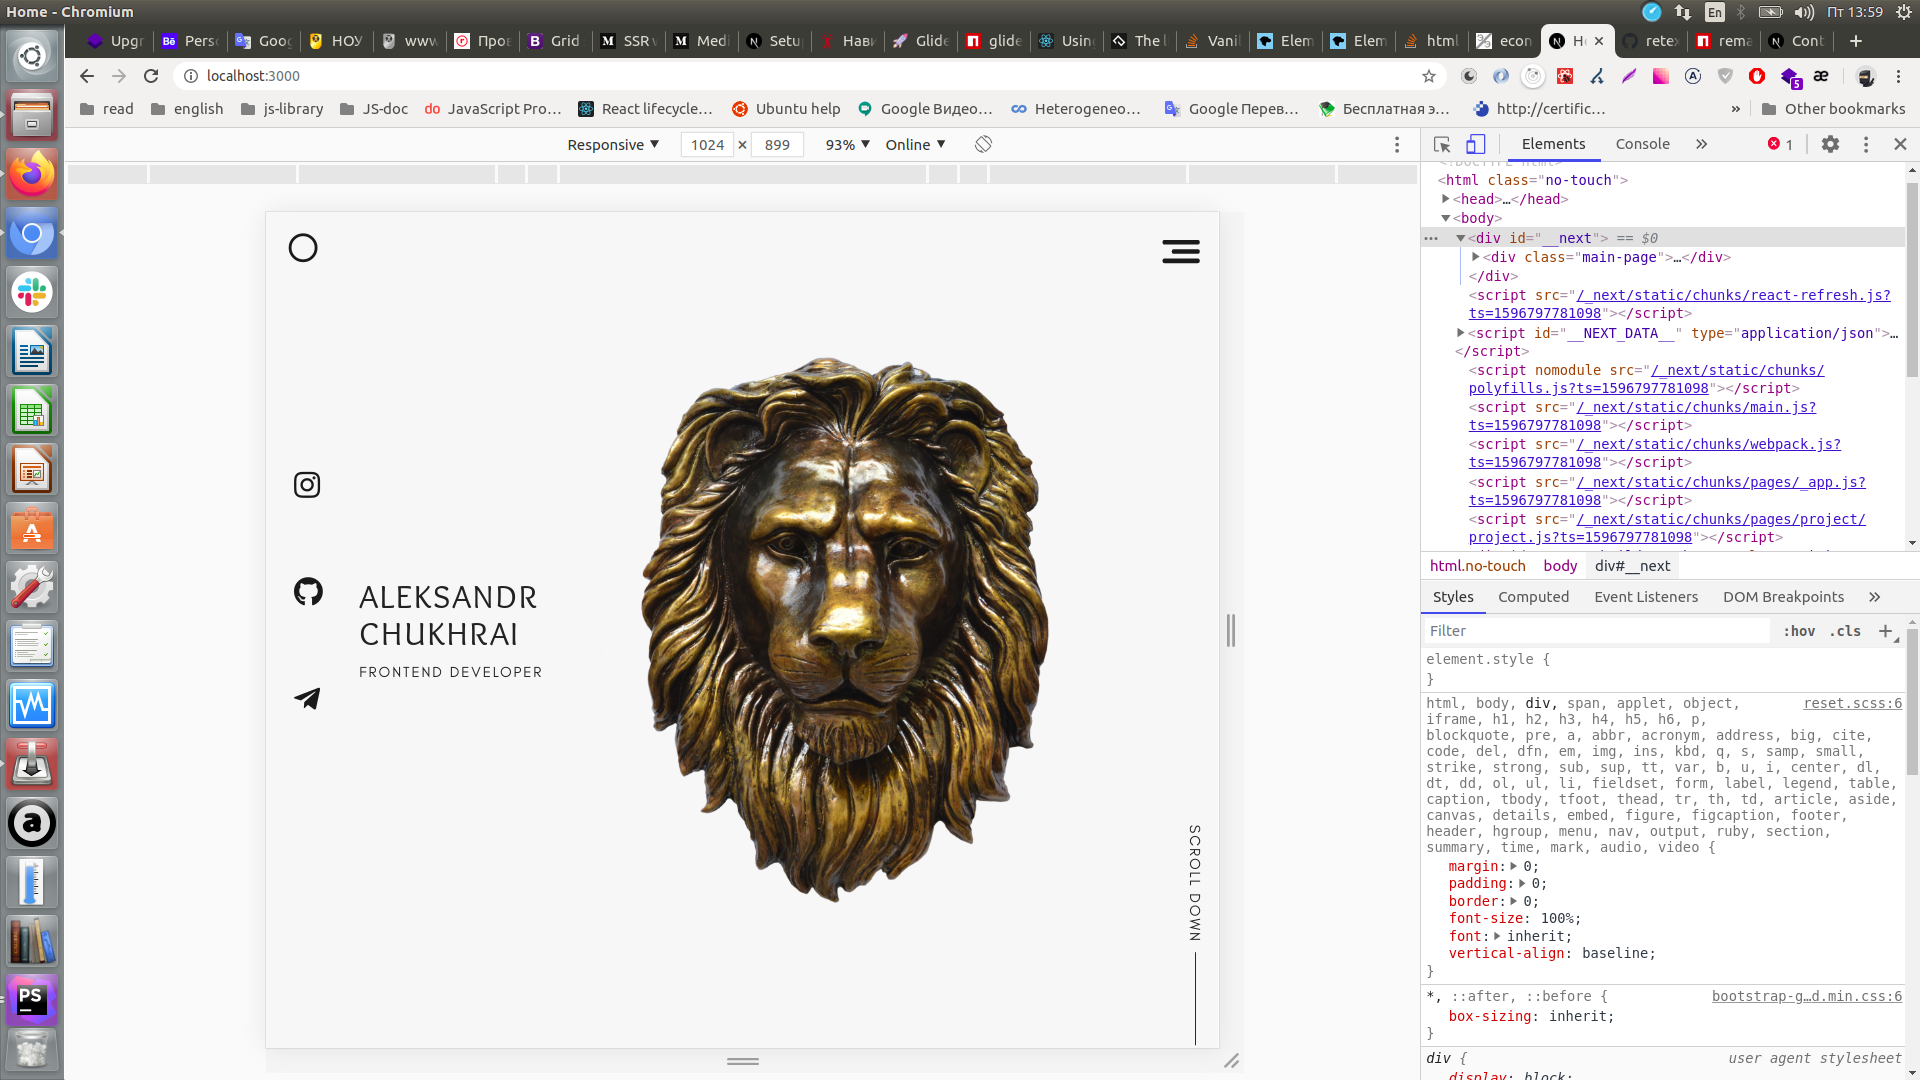 Home - Chromium
En
Пт 13:59
Upgr
Persc
Goog
НОУ
www
Про
Grid
SSR v
Medi
Setu
Нави
Glide
glide
Using
The l
Vanil
Elem
Elem
html
econ
Ho
retex
rema
Cont
localhost:3000
5
read
english
js-library
JS-doc
JavaScript Pro…
React lifecycle…
Ubuntu help
Google Видео…
Heterogeneo…
Google Перев…
Бесплатная э…
http://certific…
»
Other bookmarks
Responsive ▼
1024 × 899
93% ▼
Online ▼
Elements
Console
»
1
<!DOCTYPE html>
<html class="no-touch">
<head>…</head>
<body>
<div id="__next"> == $0
<div class="main-page">…</div>
</div>
<script src="/_next/static/chunks/react-refresh.js?
ts=1596797781098"></script>
<script id="__NEXT_DATA__" type="application/json">…
</script>
<script nomodule src="/_next/static/chunks/
polyfills.js?ts=1596797781098"></script>
<script src="/_next/static/chunks/main.js?
ts=1596797781098"></script>
<script src="/_next/static/chunks/webpack.js?
ts=1596797781098"></script>
<script src="/_next/static/chunks/pages/_app.js?
ts=1596797781098"></script>
<script src="/_next/static/chunks/pages/project/
project.js?ts=1596797781098"></script>
html.no-touch
body
div#__next
Styles
Computed
Event Listeners
DOM Breakpoints
»
Filter
:hov
.cls
+
element.style {
}
html, body, div, span, applet, object,
reset.scss:6
iframe, h1, h2, h3, h4, h5, h6, p,
blockquote, pre, a, abbr, acronym, address, big, cite,
code, del, dfn, em, img, ins, kbd, q, s, samp, small,
strike, strong, sub, sup, tt, var, b, u, i, center, dl,
dt, dd, ol, ul, li, fieldset, form, label, legend, table,
caption, tbody, tfoot, thead, tr, th, td, article, aside,
canvas, details, embed, figure, figcaption, footer,
header, hgroup, menu, nav, output, ruby, section,
summary, time, mark, audio, video {
margin: 0;
padding: 0;
border: 0;
font-size: 100%;
font: inherit;
vertical-align: baseline;
}
*, ::after, ::before {
bootstrap-g…d.min.css:6
box-sizing: inherit;
}
div {
user agent stylesheet
display: block;
ALEKSANDR
CHUKHRAI
FRONTEND DEVELOPER
SCROLL DOWN
PS